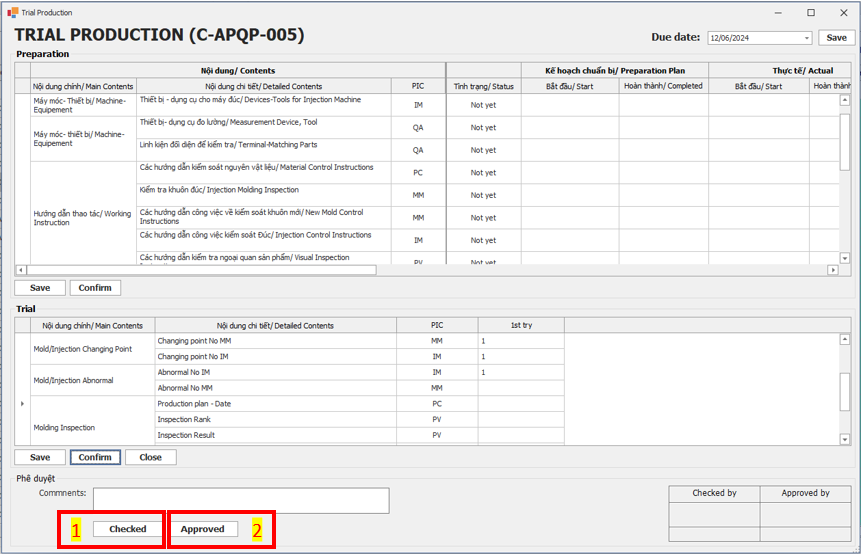 Trial Production
TRIAL PRODUCTION (C-APQP-005)
Due date: 12/06/2024 Save
Preparation
Nội dung/ Contents Kế hoạch chuẩn bị/ Preparation Plan Thực tế/ Actual
Nội dung chính/ Main Contents Nội dung chi tiết/ Detailed Contents PIC Tình trạng/ Status Bắt đầu/ Start Hoàn thành/ Completed Bắt đầu/ Start Hoàn thành
Máy móc- Thiết bị/ Machine-Equipement Thiết bị - dụng cụ cho máy đúc/ Devices-Tools for Injection Machine IM Not yet
Máy móc- thiết bị/ Machine-Equipement Thiết bị- dụng cụ đo lường/ Measurement Device, Tool QA Not yet
Linh kiện đối diện để kiểm tra/ Terminal-Matching Parts QA Not yet
Hướng dẫn thao tác/ Working Instruction Các hướng dẫn kiểm soát nguyên vật liệu/ Material Control Instructions PC Not yet
Kiểm tra khuôn đúc/ Injection Molding Inspection MM Not yet
Các hướng dẫn công việc về kiểm soát khuôn mới/ New Mold Control Instructions MM Not yet
Các hướng dẫn công việc kiểm soát Đúc/ Injection Control Instructions IM Not yet
Các hướng dẫn kiểm tra ngoại quan sản phẩm/ Visual Inspection PV Not yet
Save Confirm
Trial
Nội dung chính/ Main Contents Nội dung chi tiết/ Detailed Contents PIC 1st try
Mold/Injection Changing Point Changing point No MM MM 1
Changing point No IM IM 1
Mold/Injection Abnormal Abnormal No IM IM 1
Abnormal No MM MM
Molding Inspection Production plan - Date PC
Inspection Rank PV
Inspection Result PV
Save Confirm Close
Phê duyệt
Commnents:
1 Checked Approved 2
Checked by Approved by